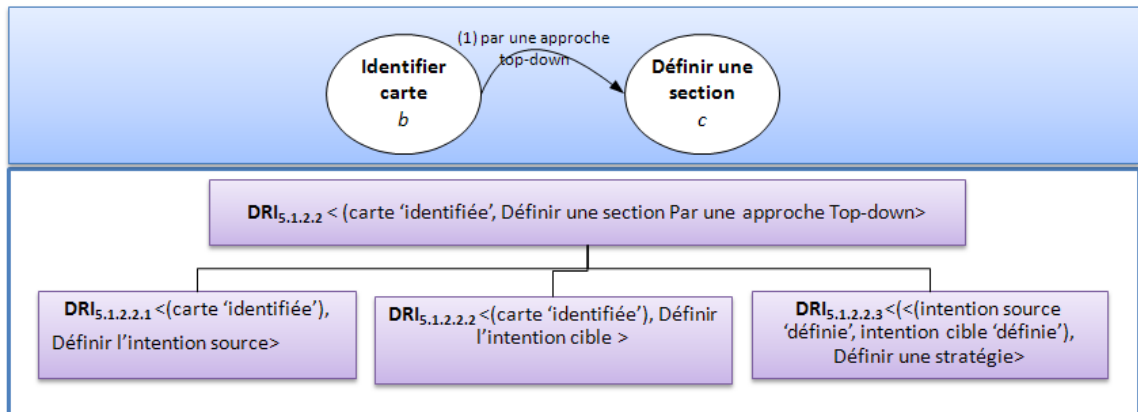 (1) par une approche
top-down
Identifier
carte
b
Définir une
section
c
DRI5.1.2.2 < (carte ‘identifiée’, Définir une section Par une approche Top-down>
DRI5.1.2.2.1 <(carte ‘identifiée’),
Définir l’intention source>
DRI5.1.2.2.2 <(carte ‘identifiée’), Définir
l’intention cible >
DRI5.1.2.2.3 <(<(intention source
‘définie’, intention cible ‘définie’),
Définir une stratégie>